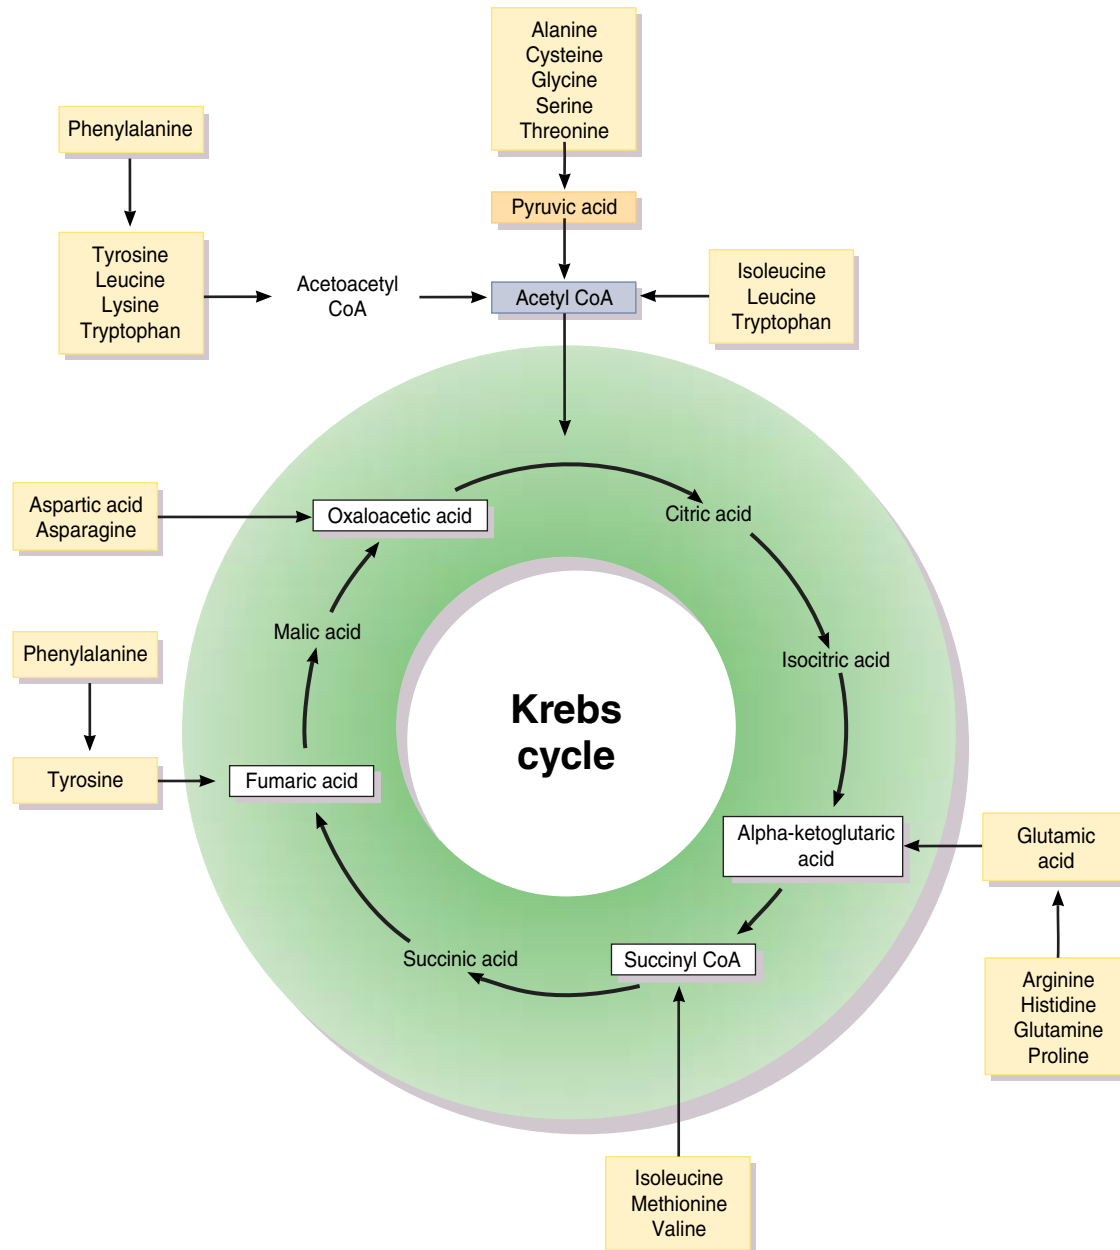 Alanine
Cysteine
Glycine
Serine
Threonine
Phenylalanine
Pyruvic acid
Tyrosine
Leucine
Lysine
Tryptophan
Acetoacetyl
CoA
Acetyl CoA
Isoleucine
Leucine
Tryptophan
Aspartic acid
Asparagine
Oxaloacetic acid
Citric acid
Malic acid
Isocitric acid
Phenylalanine
Krebs
cycle
Tyrosine
Fumaric acid
Alpha-ketoglutaric
acid
Glutamic
acid
Succinic acid
Succinyl CoA
Arginine
Histidine
Glutamine
Proline
Isoleucine
Methionine
Valine